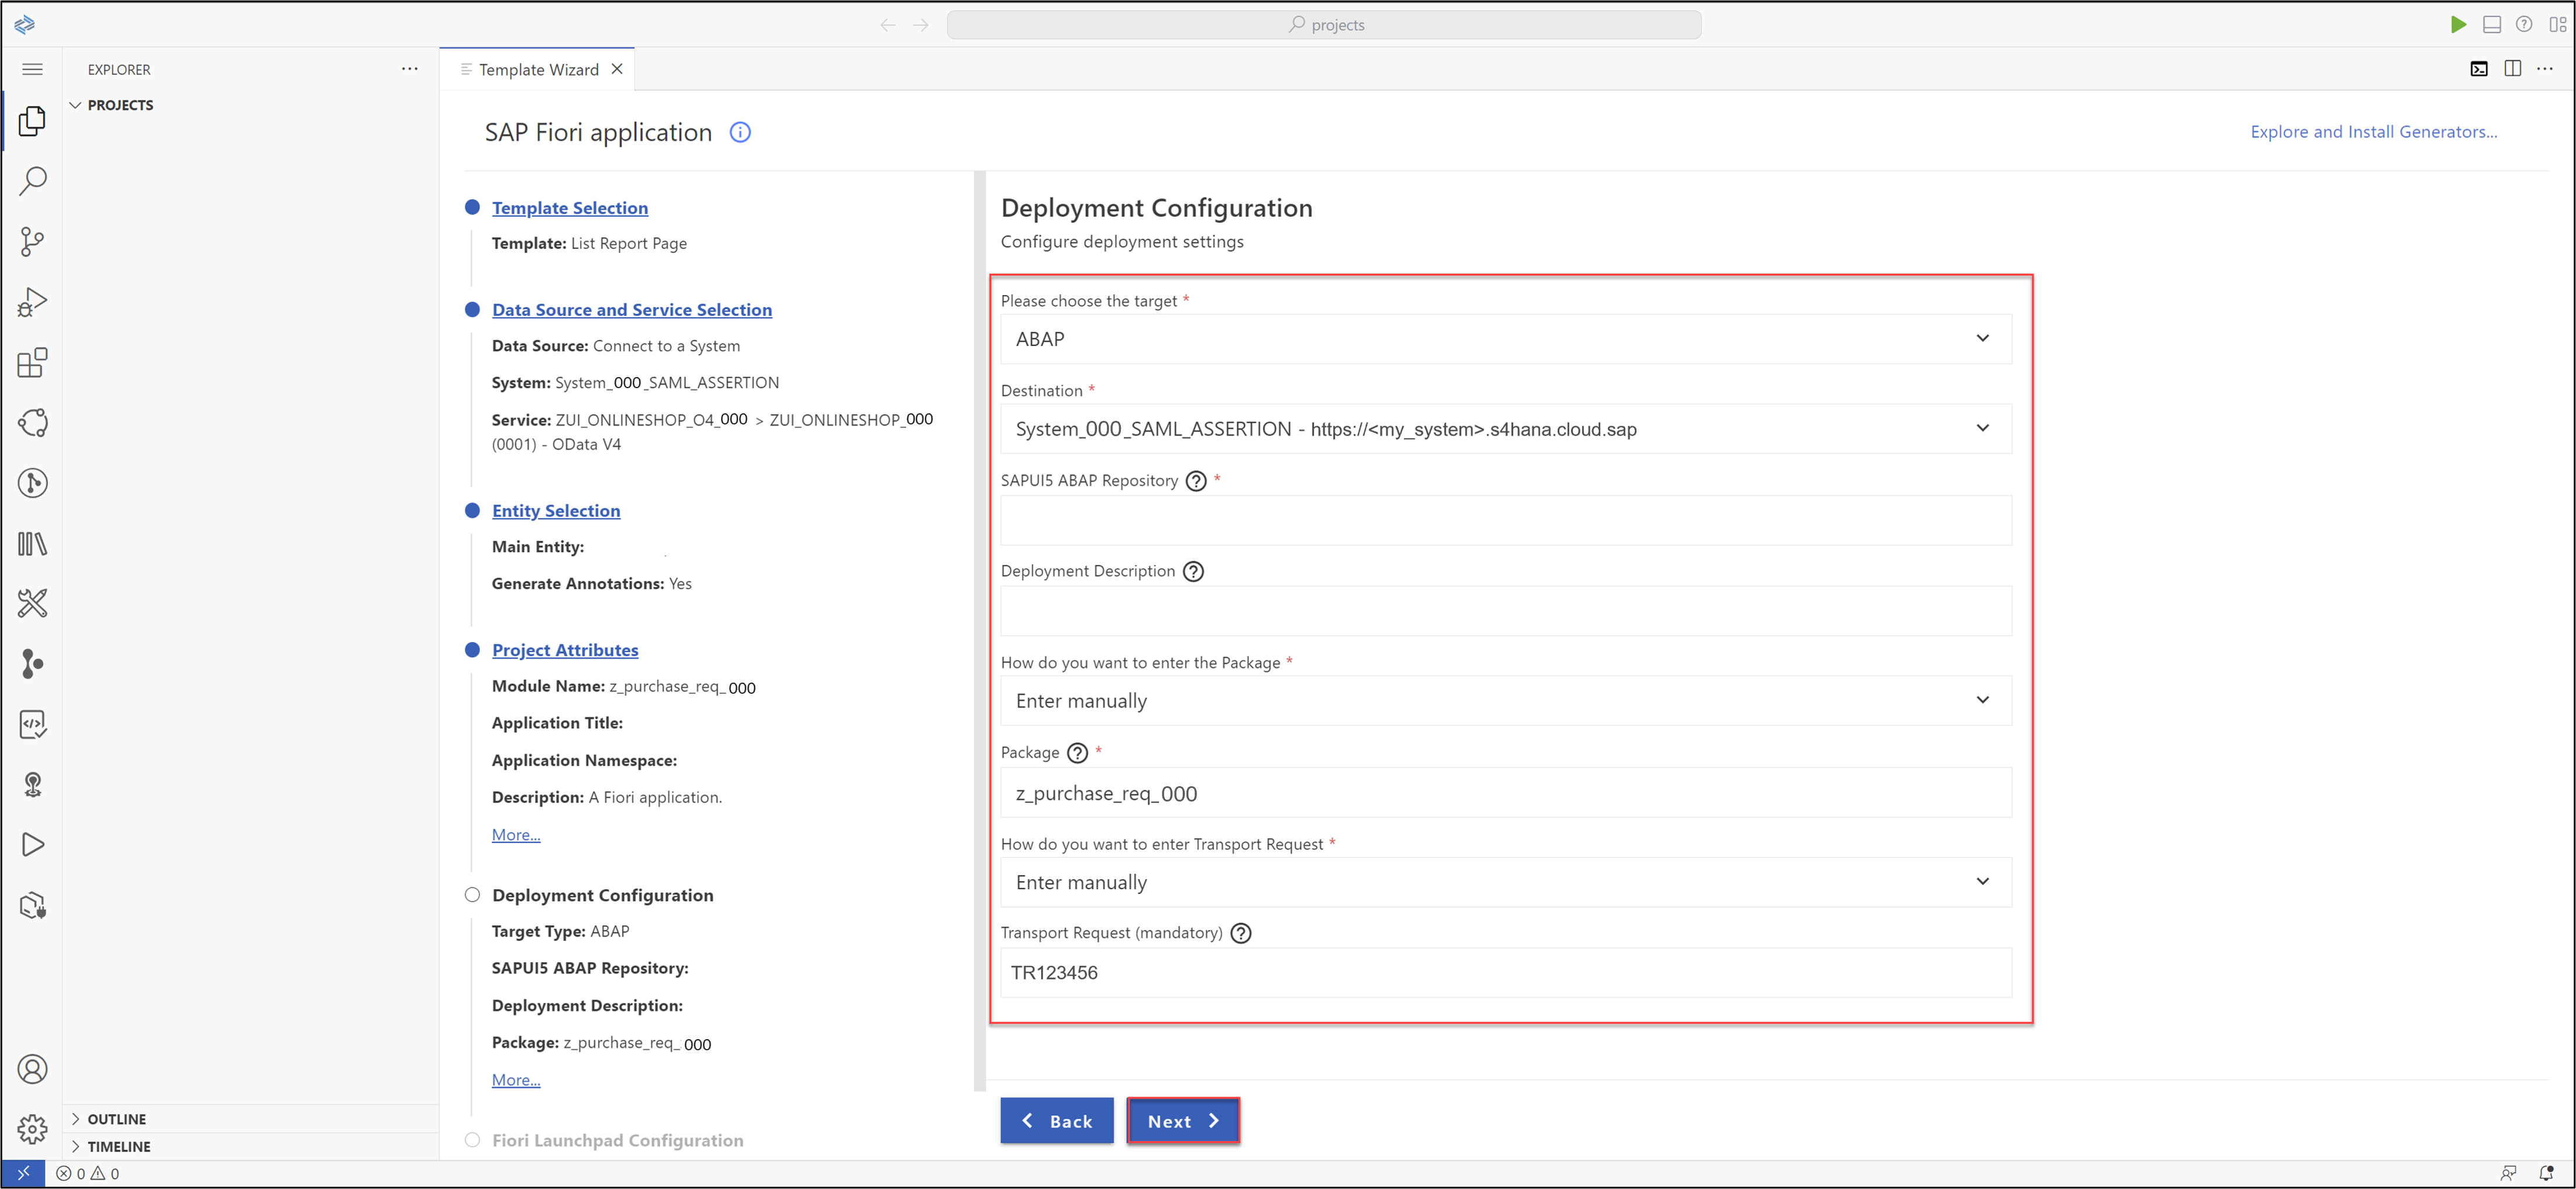 projects
EXPLORER
PROJECTS
Template Wizard
SAP Fiori application
Explore and Install Generators...
Template Selection
Template: List Report Page
Data Source and Service Selection
Data Source: Connect to a System
System: System_000_SAML_ASSERTION
Service: ZUI_ONLINESHOP_O4_000 > ZUI_ONLINESHOP_000
(0001) - OData V4
Entity Selection
Main Entity:
Generate Annotations: Yes
Project Attributes
Module Name: z_purchase_req_000
Application Title:
Application Namespace:
Description: A Fiori application.
More...
Deployment Configuration
Target Type: ABAP
SAPUI5 ABAP Repository:
Deployment Description:
Package: z_purchase_req_000
More...
Fiori Launchpad Configuration
Deployment Configuration
Configure deployment settings
Please choose the target *
ABAP
Destination *
System_000_SAML_ASSERTION - https://<my_system>.s4hana.cloud.sap
SAPUI5 ABAP Repository ? *
Deployment Description ?
How do you want to enter the Package *
Enter manually
Package ? *
z_purchase_req_000
How do you want to enter Transport Request *
Enter manually
Transport Request (mandatory) ?
TR123456
Back
Next
OUTLINE
TIMELINE
0 0